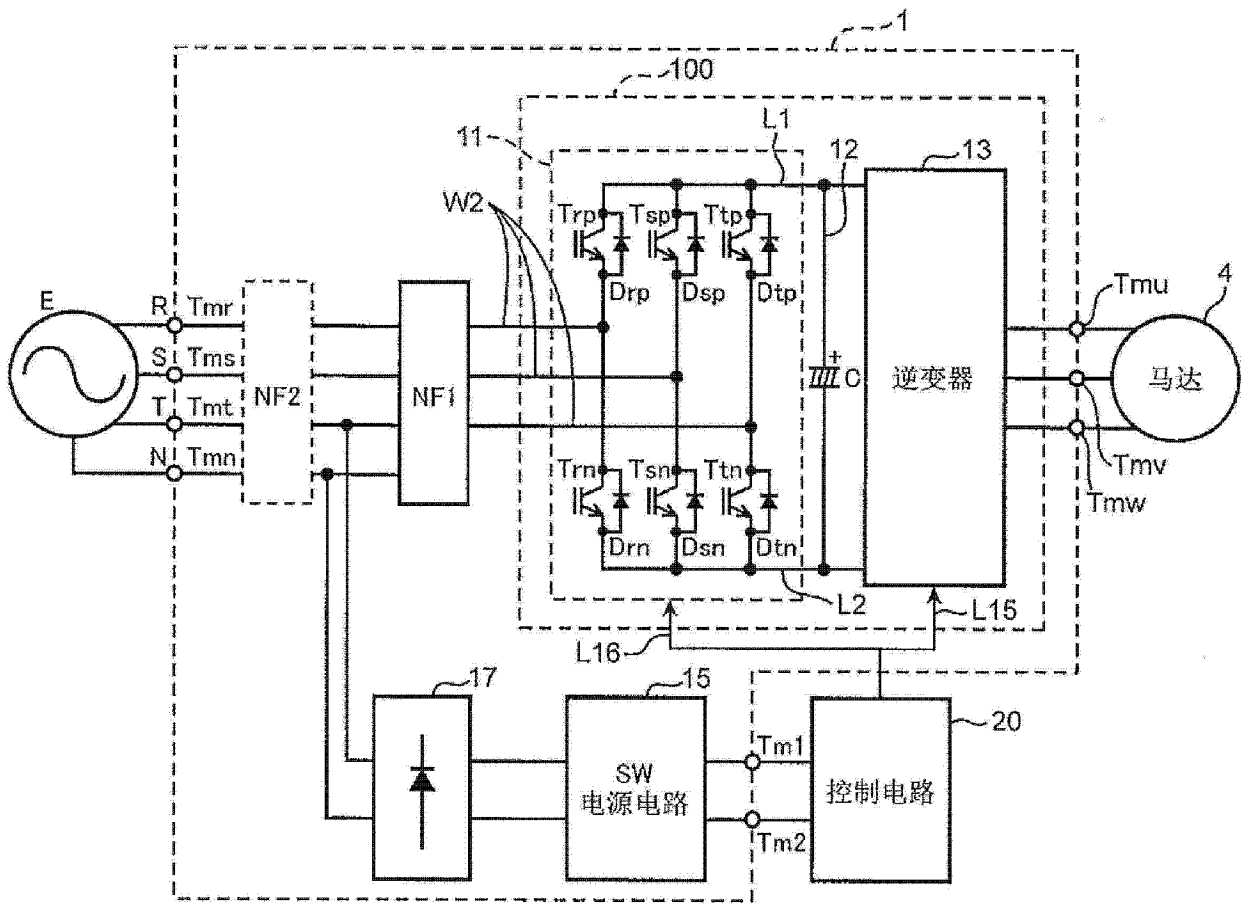 1
100
L1
11
12
13
W2
Trp
Tsp
Ttp
Drp
Dsp
Dtp
E
R
Tmr
S
Tms
T
Tmt
N
Tmn
NF2
NF1
+
C
逆变器
Tmu
4
马达
Tmv
Tmw
Trn
Tsn
Ttn
Drn
Dsn
Dtn
L2
L15
L16
17
15
SW
电源电路
Tm1
Tm2
20
控制电路